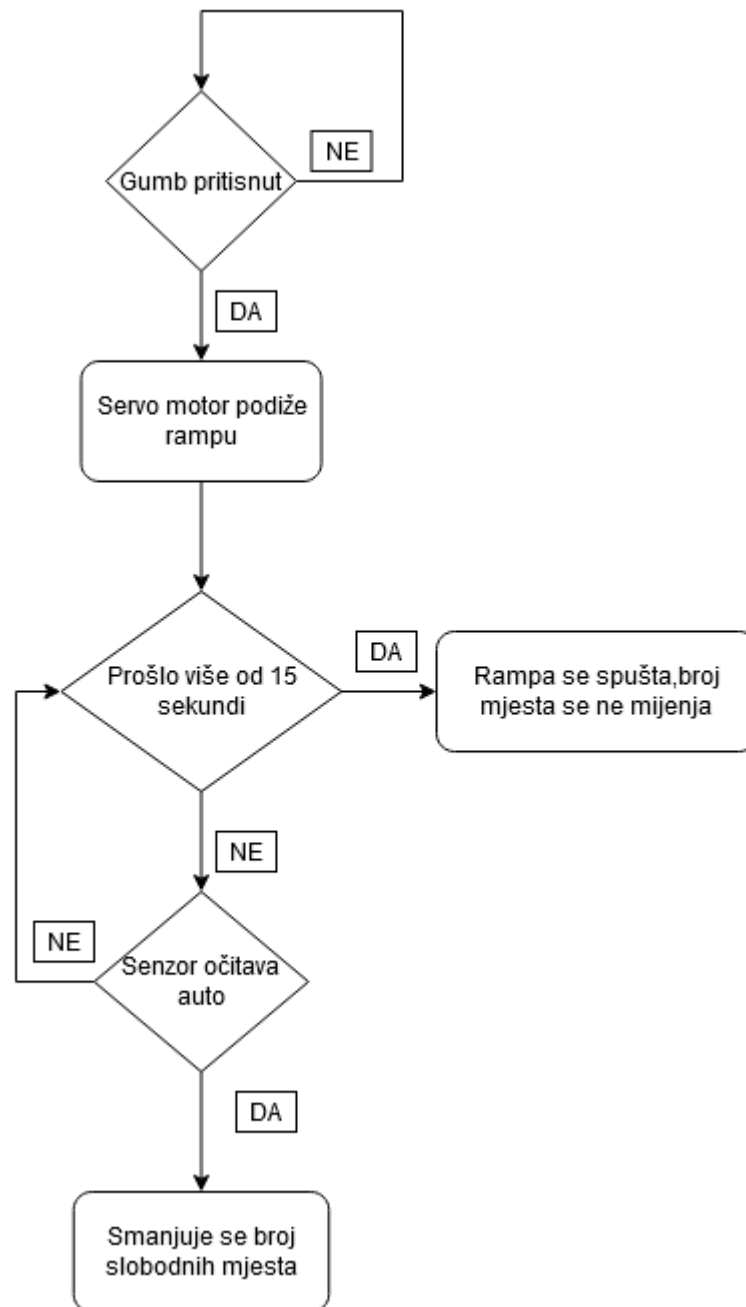 NE
Gumb pritisnut
DA
Servo motor podiže
rampu
DA
Prošlo više od 15
sekundi
Rampa se spušta,broj
mjesta se ne mijenja
NE
NE
Senzor očitava
auto
DA
Smanjuje se broj
slobodnih mjesta